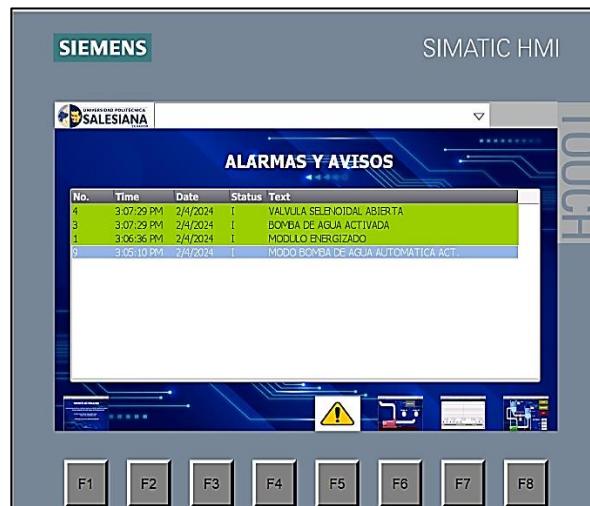 SIEMENS
SIMATIC HMI
UNIVERSIDAD POLITÉCNICA
SALESIANA
ECUADOR
TOUCH
ALARMAS Y AVISOS
No. Time Date Status Text
4 3:07:29 PM 2/4/2024 I VALVULA SELENOIDAL ABIERTA
3 3:07:29 PM 2/4/2024 I BOMBA DE AGUA ACTIVADA
1 3:06:36 PM 2/4/2024 I MODULO ENERGIZADO
9 3:05:10 PM 2/4/2024 I MODO BOMBA DE AGUA AUTOMATICA ACT.
F1 F2 F3 F4 F5 F6 F7 F8